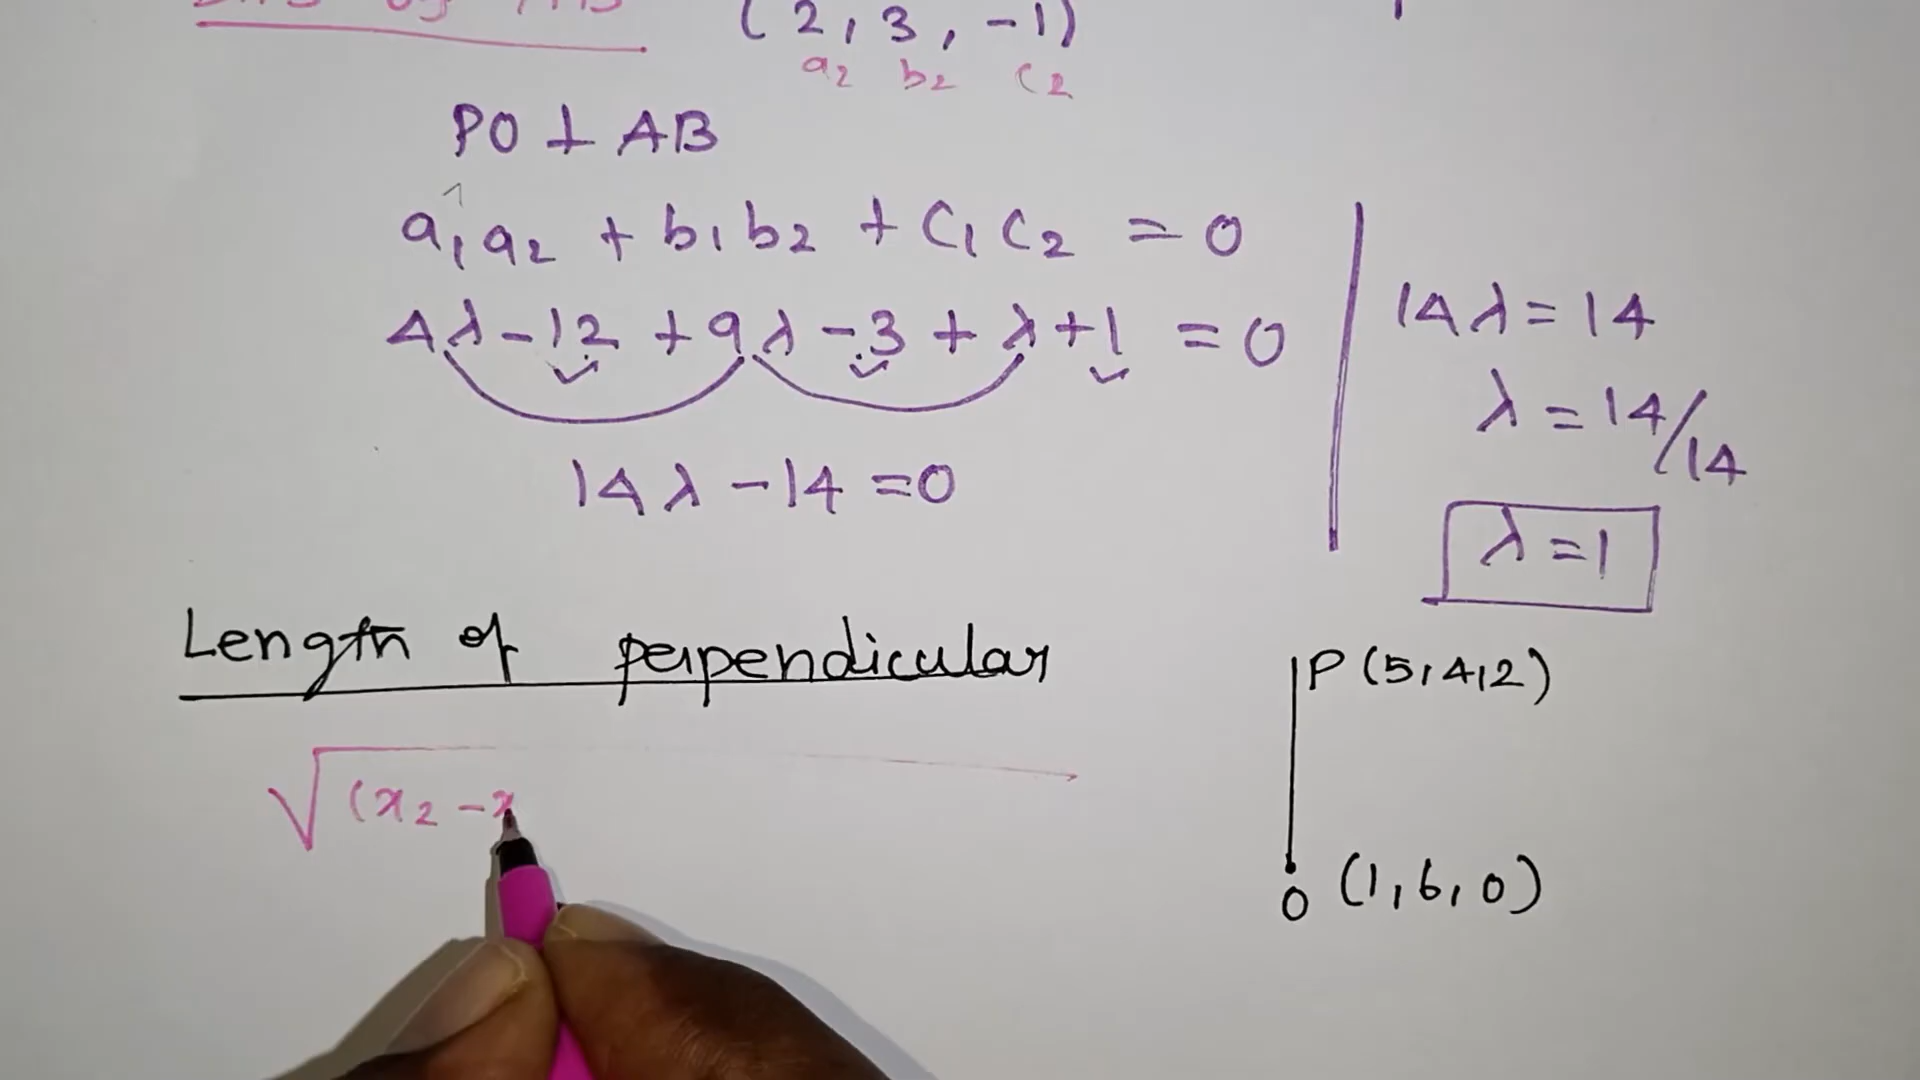 (2, 3, -1)
a₂ b₂ c₂
PO ⊥ AB
a₁a₂ + b₁b₂ + c₁c₂ = 0
4λ - 12 + 9λ - 3 + λ + 1 = 0
14λ - 14 = 0
14λ = 14
λ = 14/14
λ = 1
Length of perpendicular
√(x₂ - x
P (5,4,2)
O (1,6,0)